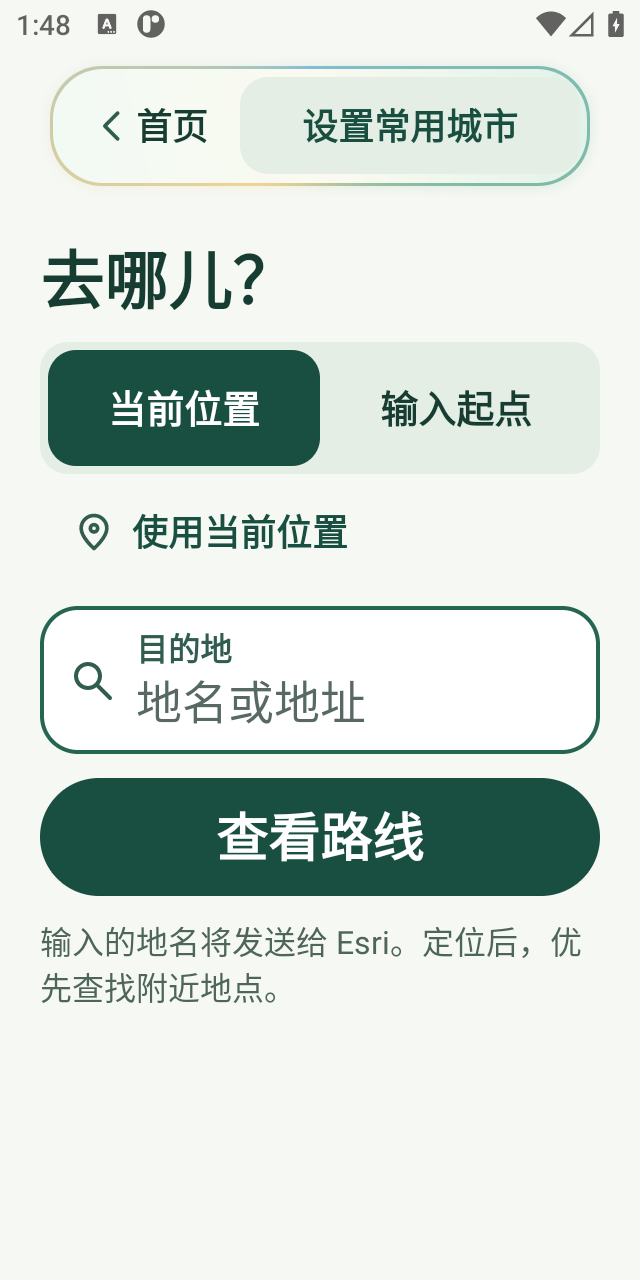 1:48
首页
设置常用城市
去哪儿?
当前位置
输入起点
使用当前位置
目的地
地名或地址
查看路线
输入的地名将发送给 Esri。定位后，优
先查找附近地点。